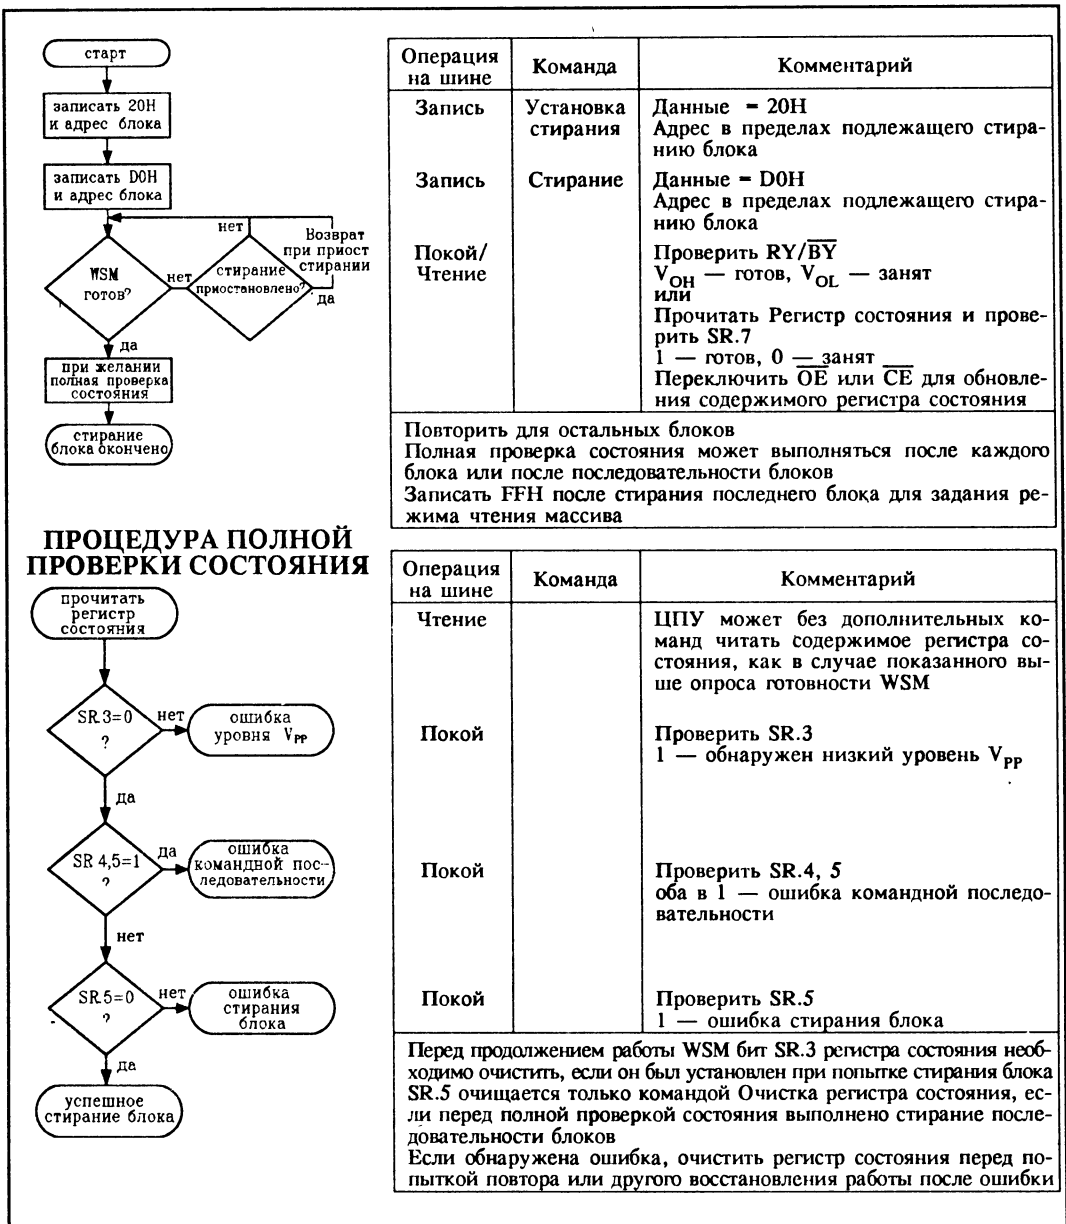 старт
записать 20H
и адрес блока
записать D0H
и адрес блока
нет
Возврат
при приост
стирании
WSM
готов?
нет
стирание
приостановлено?
да
да
при желании
полная проверка
состояния
стирание
блока окончено
Операция
на шине
Команда
Комментарий
Запись
Установка
стирания
Данные = 20H
Адрес в пределах подлежащего стира-
нию блока
Запись
Стирание
Данные = D0H
Адрес в пределах подлежащего стира-
нию блока
Покой/
Чтение
Проверить RY/B̅Y̅
VOH — готов, VOL — занят
или
Прочитать Регистр состояния и прове-
рить SR.7
1 — готов, 0 — занят
Переключить O̅E̅ или C̅E̅ для обновле-
ния содержимого регистра состояния
Повторить для остальных блоков
Полная проверка состояния может выполняться после каждого
блока или после последовательности блоков
Записать FFH после стирания последнего блока для задания ре-
жима чтения массива
ПРОЦЕДУРА ПОЛНОЙ
ПРОВЕРКИ СОСТОЯНИЯ
прочитать
регистр
состояния
SR.3=0
?
нет
ошибка
уровня VPP
да
SR 4,5=1
?
да
ошибка
командной пос-
ледовательности
нет
SR.5=0
?
нет
ошибка
стирания
блока
да
успешное
стирание блока
Операция
на шине
Команда
Комментарий
Чтение
ЦПУ может без дополнительных ко-
манд читать содержимое регистра со-
стояния, как в случае показанного вы-
ше опроса готовности WSM
Покой
Проверить SR.3
1 — обнаружен низкий уровень VPP
Покой
Проверить SR.4, 5
оба в 1 — ошибка командной последо-
вательности
Покой
Проверить SR.5
1 — ошибка стирания блока
Перед продолжением работы WSM бит SR.3 регистра состояния необ-
ходимо очистить, если он был установлен при попытке стирания блока
SR.5 очищается только командой Очистка регистра состояния, ес-
ли перед полной проверкой состояния выполнено стирание после-
довательности блоков
Если обнаружена ошибка, очистить регистр состояния перед по-
пыткой повтора или другого восстановления работы после ошибки